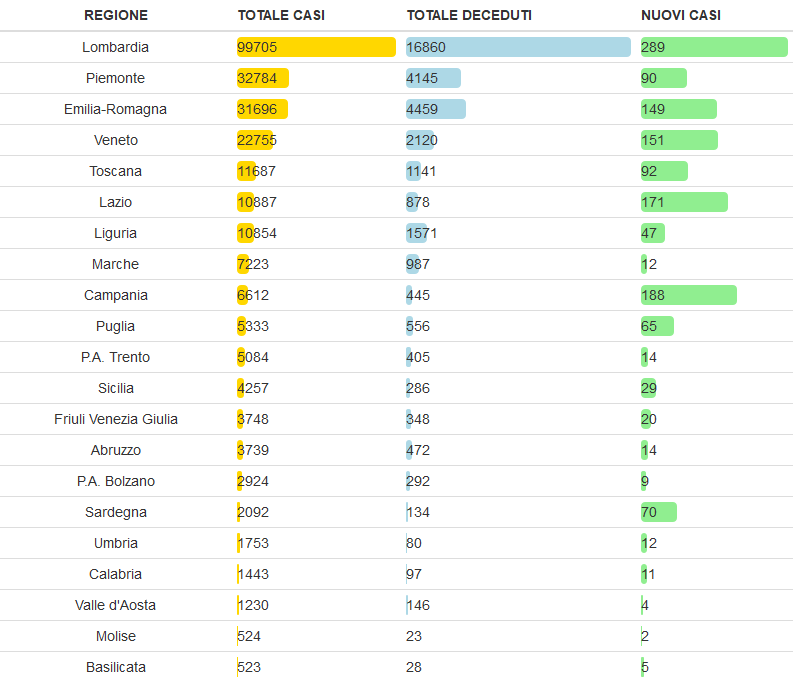 REGIONE TOTALE CASI TOTALE DECEDUTI NUOVI CASI
Lombardia 99705 16860 289
Piemonte 32784 4145 90
Emilia-Romagna 31696 4459 149
Veneto 22755 2120 151
Toscana 11687 1141 92
Lazio 10887 878 171
Liguria 10854 1571 47
Marche 7223 987 12
Campania 6612 445 188
Puglia 5333 556 65
P.A. Trento 5084 405 14
Sicilia 4257 286 29
Friuli Venezia Giulia 3748 348 20
Abruzzo 3739 472 14
P.A. Bolzano 2924 292 9
Sardegna 2092 134 70
Umbria 1753 80 12
Calabria 1443 97 11
Valle d'Aosta 1230 146 4
Molise 524 23 2
Basilicata 523 28 5